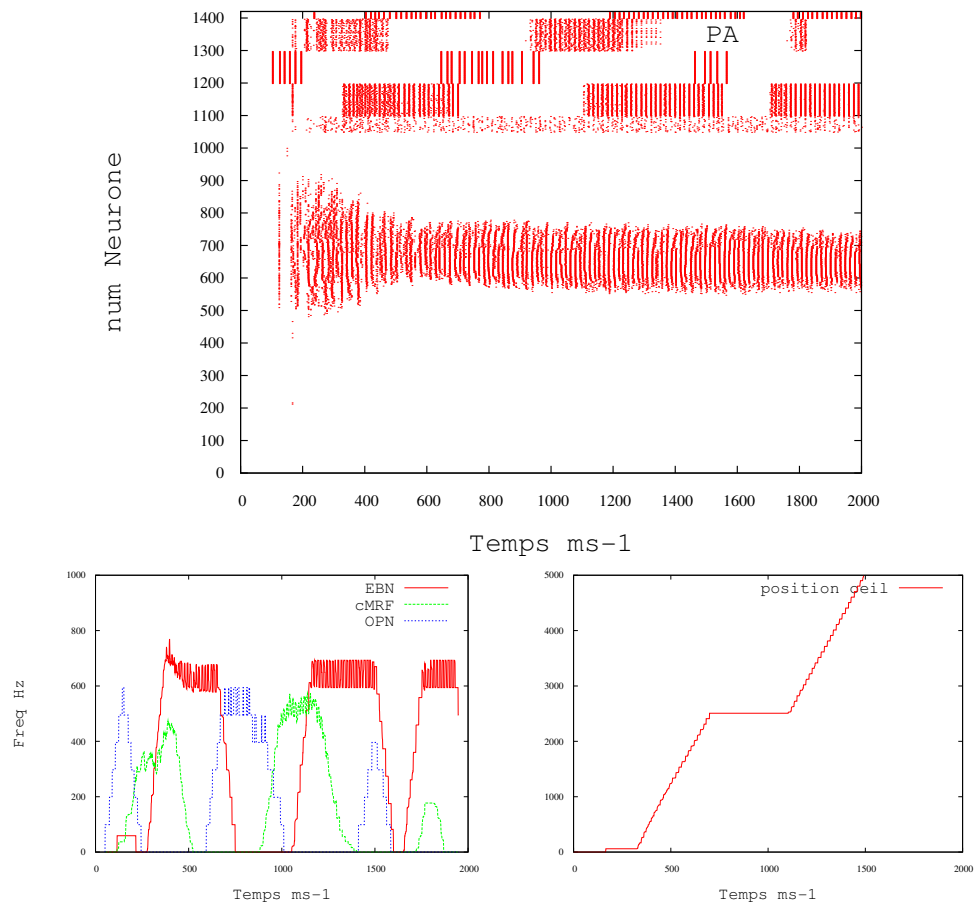 1400
1300
1200
1100
1000
900
800
700
600
500
400
300
200
100
0
num Neurone
PA
0 200 400 600 800 1000 1200 1400 1600 1800 2000
Temps ms-1
1000
800
600
400
200
0
Freq Hz
EBN
cMRF
OPN
0 500 1000 1500 2000
Temps ms-1
5000
4000
3000
2000
1000
0
position oeil
0 500 1000 1500 2000
Temps ms-1